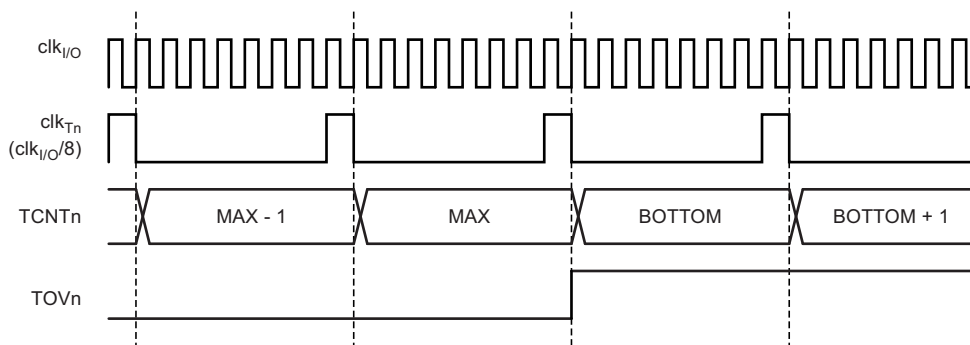 clkI/O
clkTn
(clkI/O/8)
TCNTn MAX - 1 MAX BOTTOM BOTTOM + 1
TOVn